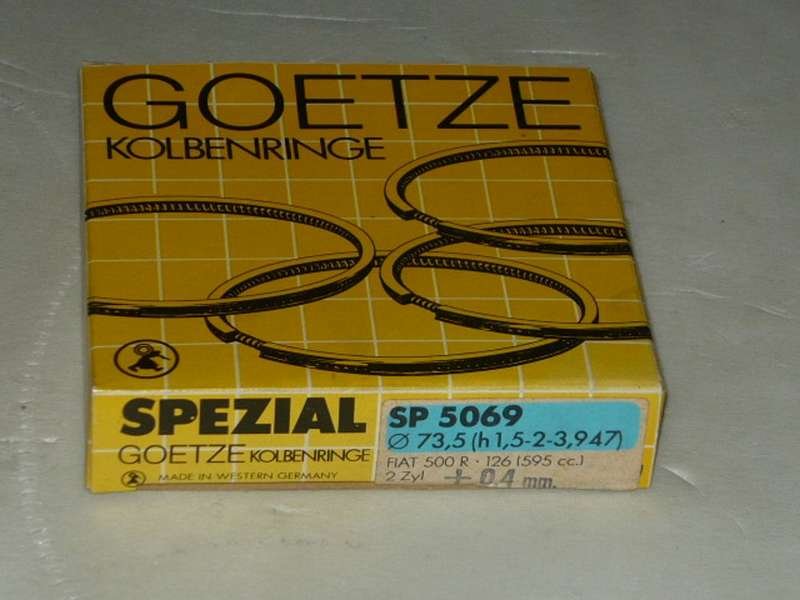 GOETZE
KOLBENRINGE
SPEZIAL
GOETZE KOLBENRINGE
MADE IN WESTERN GERMANY
SP 5069
Ø 73,5 (h 1,5-2-3,947)
FIAT 500 R · 126 (595 cc.)
2 Zyl + 0,4 mm.